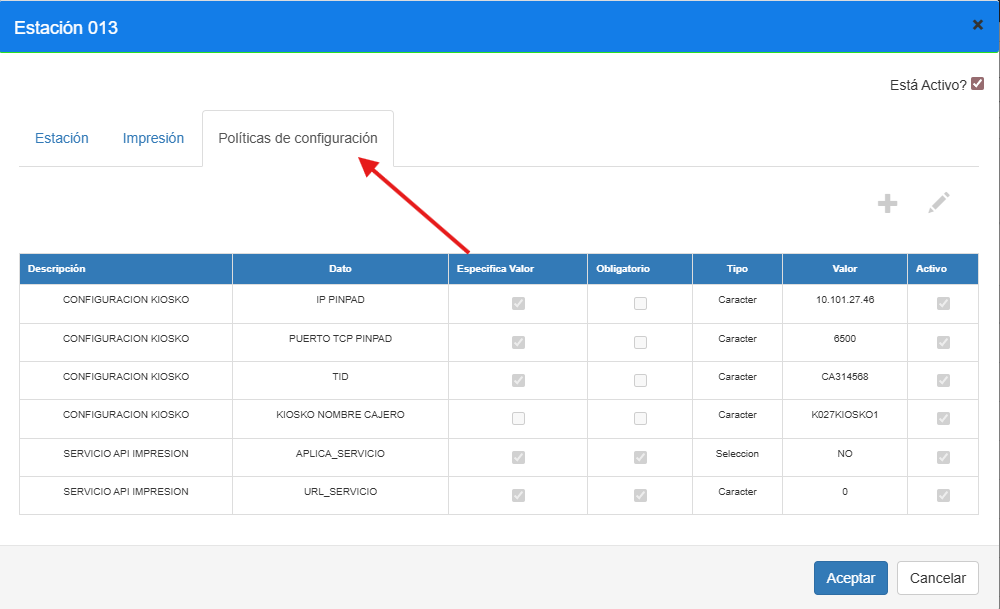 Estación 013
×
Está Activo?
Estación Impresión Políticas de configuración
Descripción Dato Especifica Valor Obligatorio Tipo Valor Activo
CONFIGURACION KIOSKO IP PINPAD Caracter 10.101.27.46
CONFIGURACION KIOSKO PUERTO TCP PINPAD Caracter 6500
CONFIGURACION KIOSKO TID Caracter CA314568
CONFIGURACION KIOSKO KIOSKO NOMBRE CAJERO Caracter K027KIOSKO1
SERVICIO API IMPRESION APLICA_SERVICIO Seleccion NO
SERVICIO API IMPRESION URL_SERVICIO Caracter 0
Aceptar Cancelar